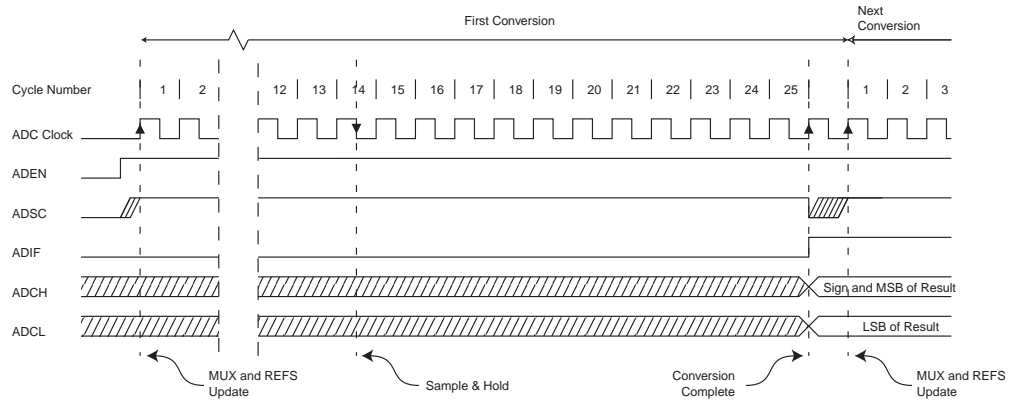 First Conversion
Next
Conversion
Cycle Number 1 2 12 13 14 15 16 17 18 19 20 21 22 23 24 25 1 2 3
ADC Clock
ADEN
ADSC
ADIF
ADCH Sign and MSB of Result
ADCL LSB of Result
MUX and REFS
Update
Sample & Hold
Conversion
Complete
MUX and REFS
Update